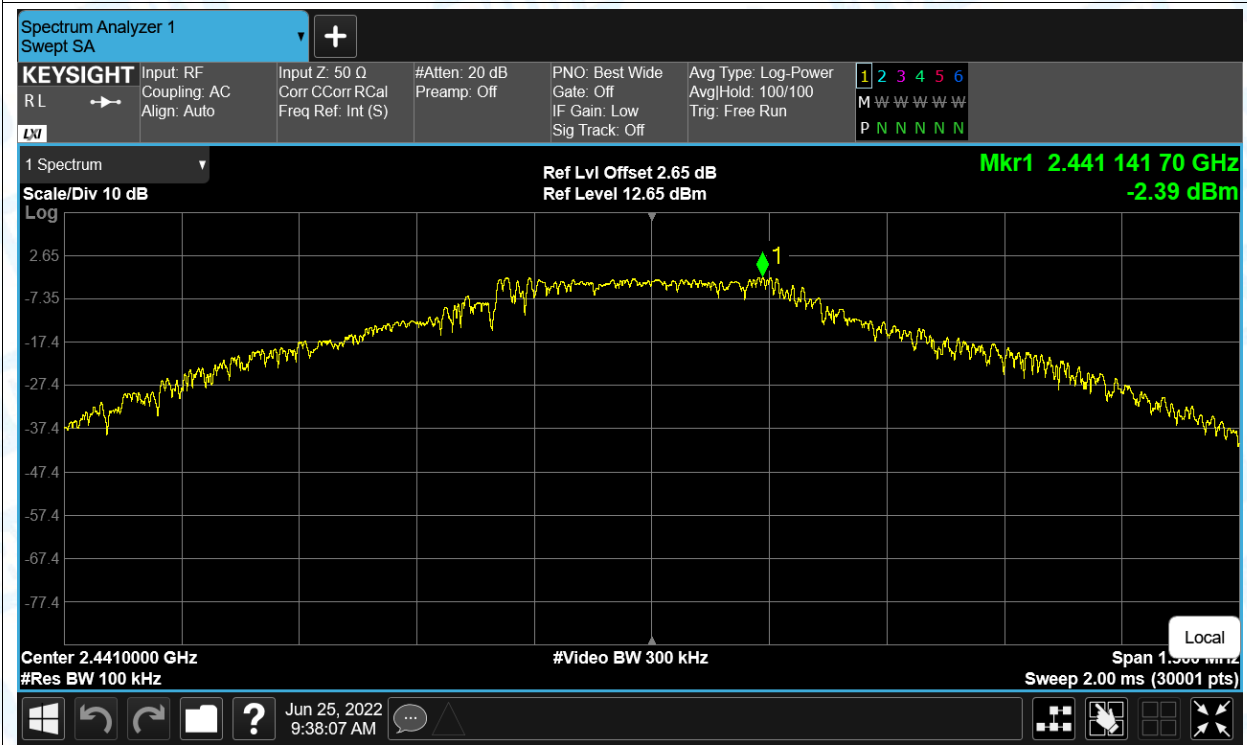 Spectrum Analyzer 1
Swept SA
KEYSIGHT
R L
LXI
Input: RF
Coupling: AC
Align: Auto
Input Z: 50 Ω
Corr CCorr RCal
Freq Ref: Int (S)
#Atten: 20 dB
Preamp: Off
PNO: Best Wide
Gate: Off
IF Gain: Low
Sig Track: Off
Avg Type: Log-Power
Avg|Hold: 100/100
Trig: Free Run
1 2 3 4 5 6
M W W W W W
P N N N N N
1 Spectrum
Scale/Div 10 dB
Log
Ref Lvl Offset 2.65 dB
Ref Level 12.65 dBm
Mkr1 2.441 141 70 GHz
-2.39 dBm
1
2.65
-7.35
-17.4
-27.4
-37.4
-47.4
-57.4
-67.4
-77.4
Local
Center 2.4410000 GHz
#Video BW 300 kHz
Span
#Res BW 100 kHz
Sweep 2.00 ms (30001 pts)
?
Jun 25, 2022
9:38:07 AM